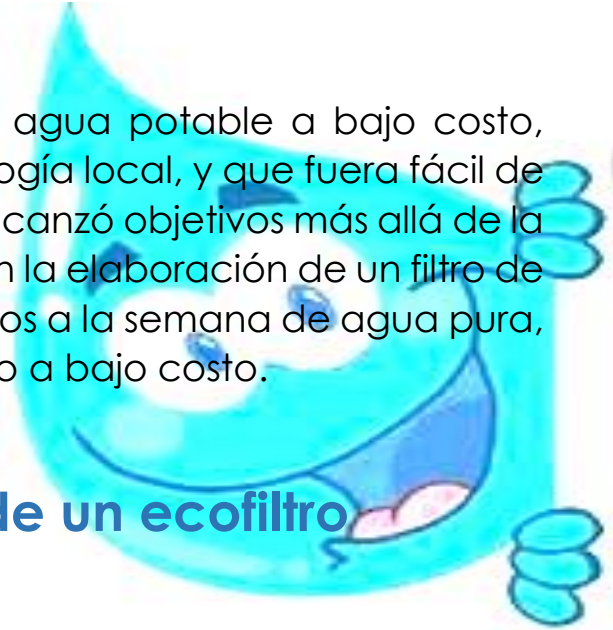 agua potable a bajo costo,
ogía local, y que fuera fácil de
canzó objetivos más allá de la
n la elaboración de un filtro de
os a la semana de agua pura,
o a bajo costo.
de un ecofiltro